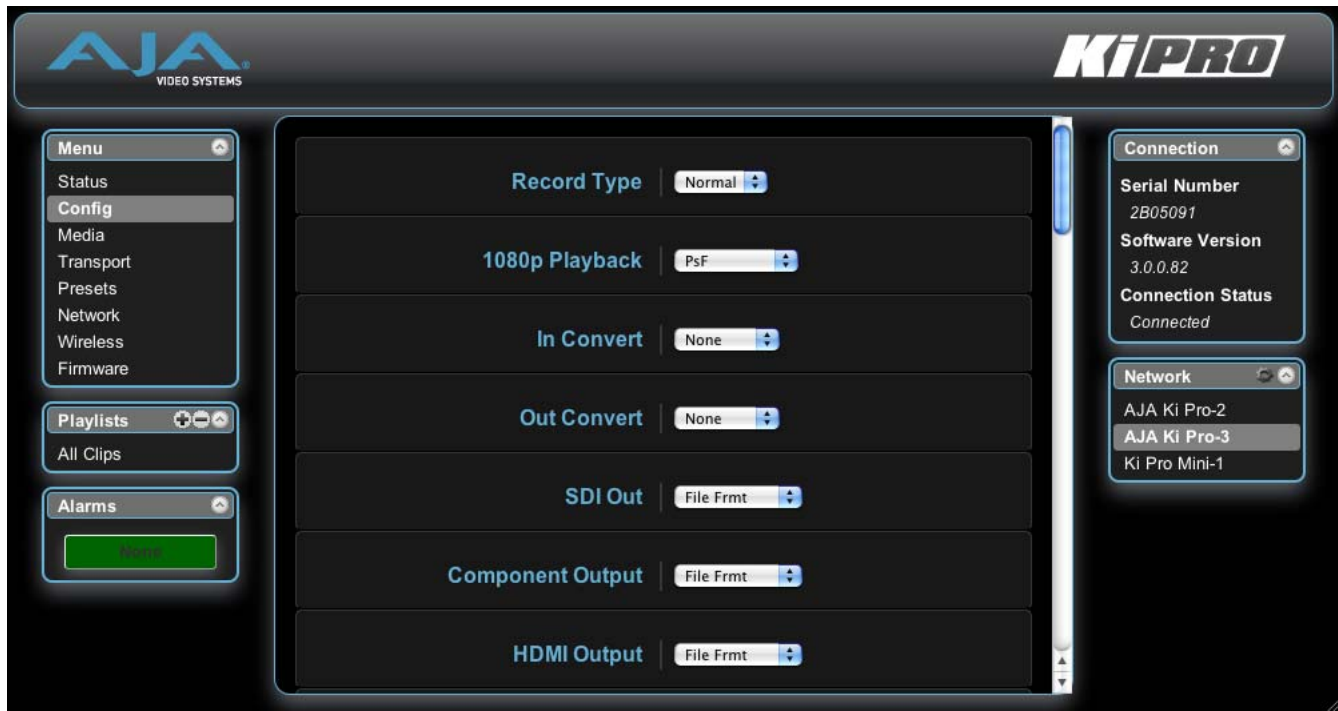 AJA
VIDEO SYSTEMS
Ki PRO
Menu
Status
Config
Media
Transport
Presets
Network
Wireless
Firmware
Playlists
All Clips
Alarms
None
Record Type Normal
1080p Playback PsF
In Convert None
Out Convert None
SDI Out File Frmt
Component Output File Frmt
HDMI Output File Frmt
Connection
Serial Number
2B05091
Software Version
3.0.0.82
Connection Status
Connected
Network
AJA Ki Pro-2
AJA Ki Pro-3
Ki Pro Mini-1